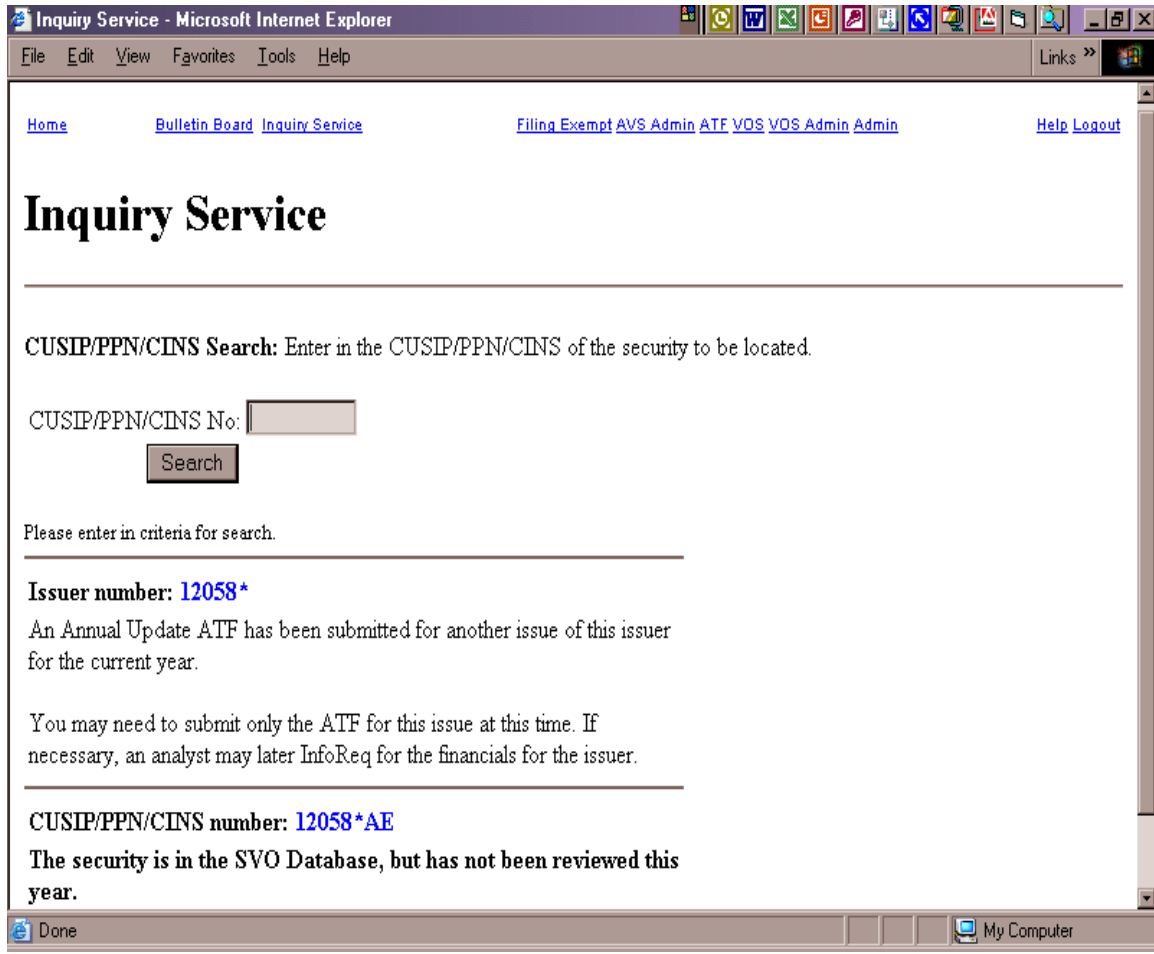 Inquiry Service - Microsoft Internet Explorer
File Edit View Favorites Tools Help Links »
Home Bulletin Board Inquiry Service Filing Exempt AVS Admin ATF VOS VOS Admin Admin Help Logout
Inquiry Service
CUSIP/PPN/CINS Search: Enter in the CUSIP/PPN/CINS of the security to be located.
CUSIP/PPN/CINS No:
Search
Please enter in criteria for search.
Issuer number: 12058*
An Annual Update ATF has been submitted for another issue of this issuer
for the current year.
You may need to submit only the ATF for this issue at this time. If
necessary, an analyst may later InfoReq for the financials for the issuer.
CUSIP/PPN/CINS number: 12058*AE
The security is in the SVO Database, but has not been reviewed this
year.
Done My Computer